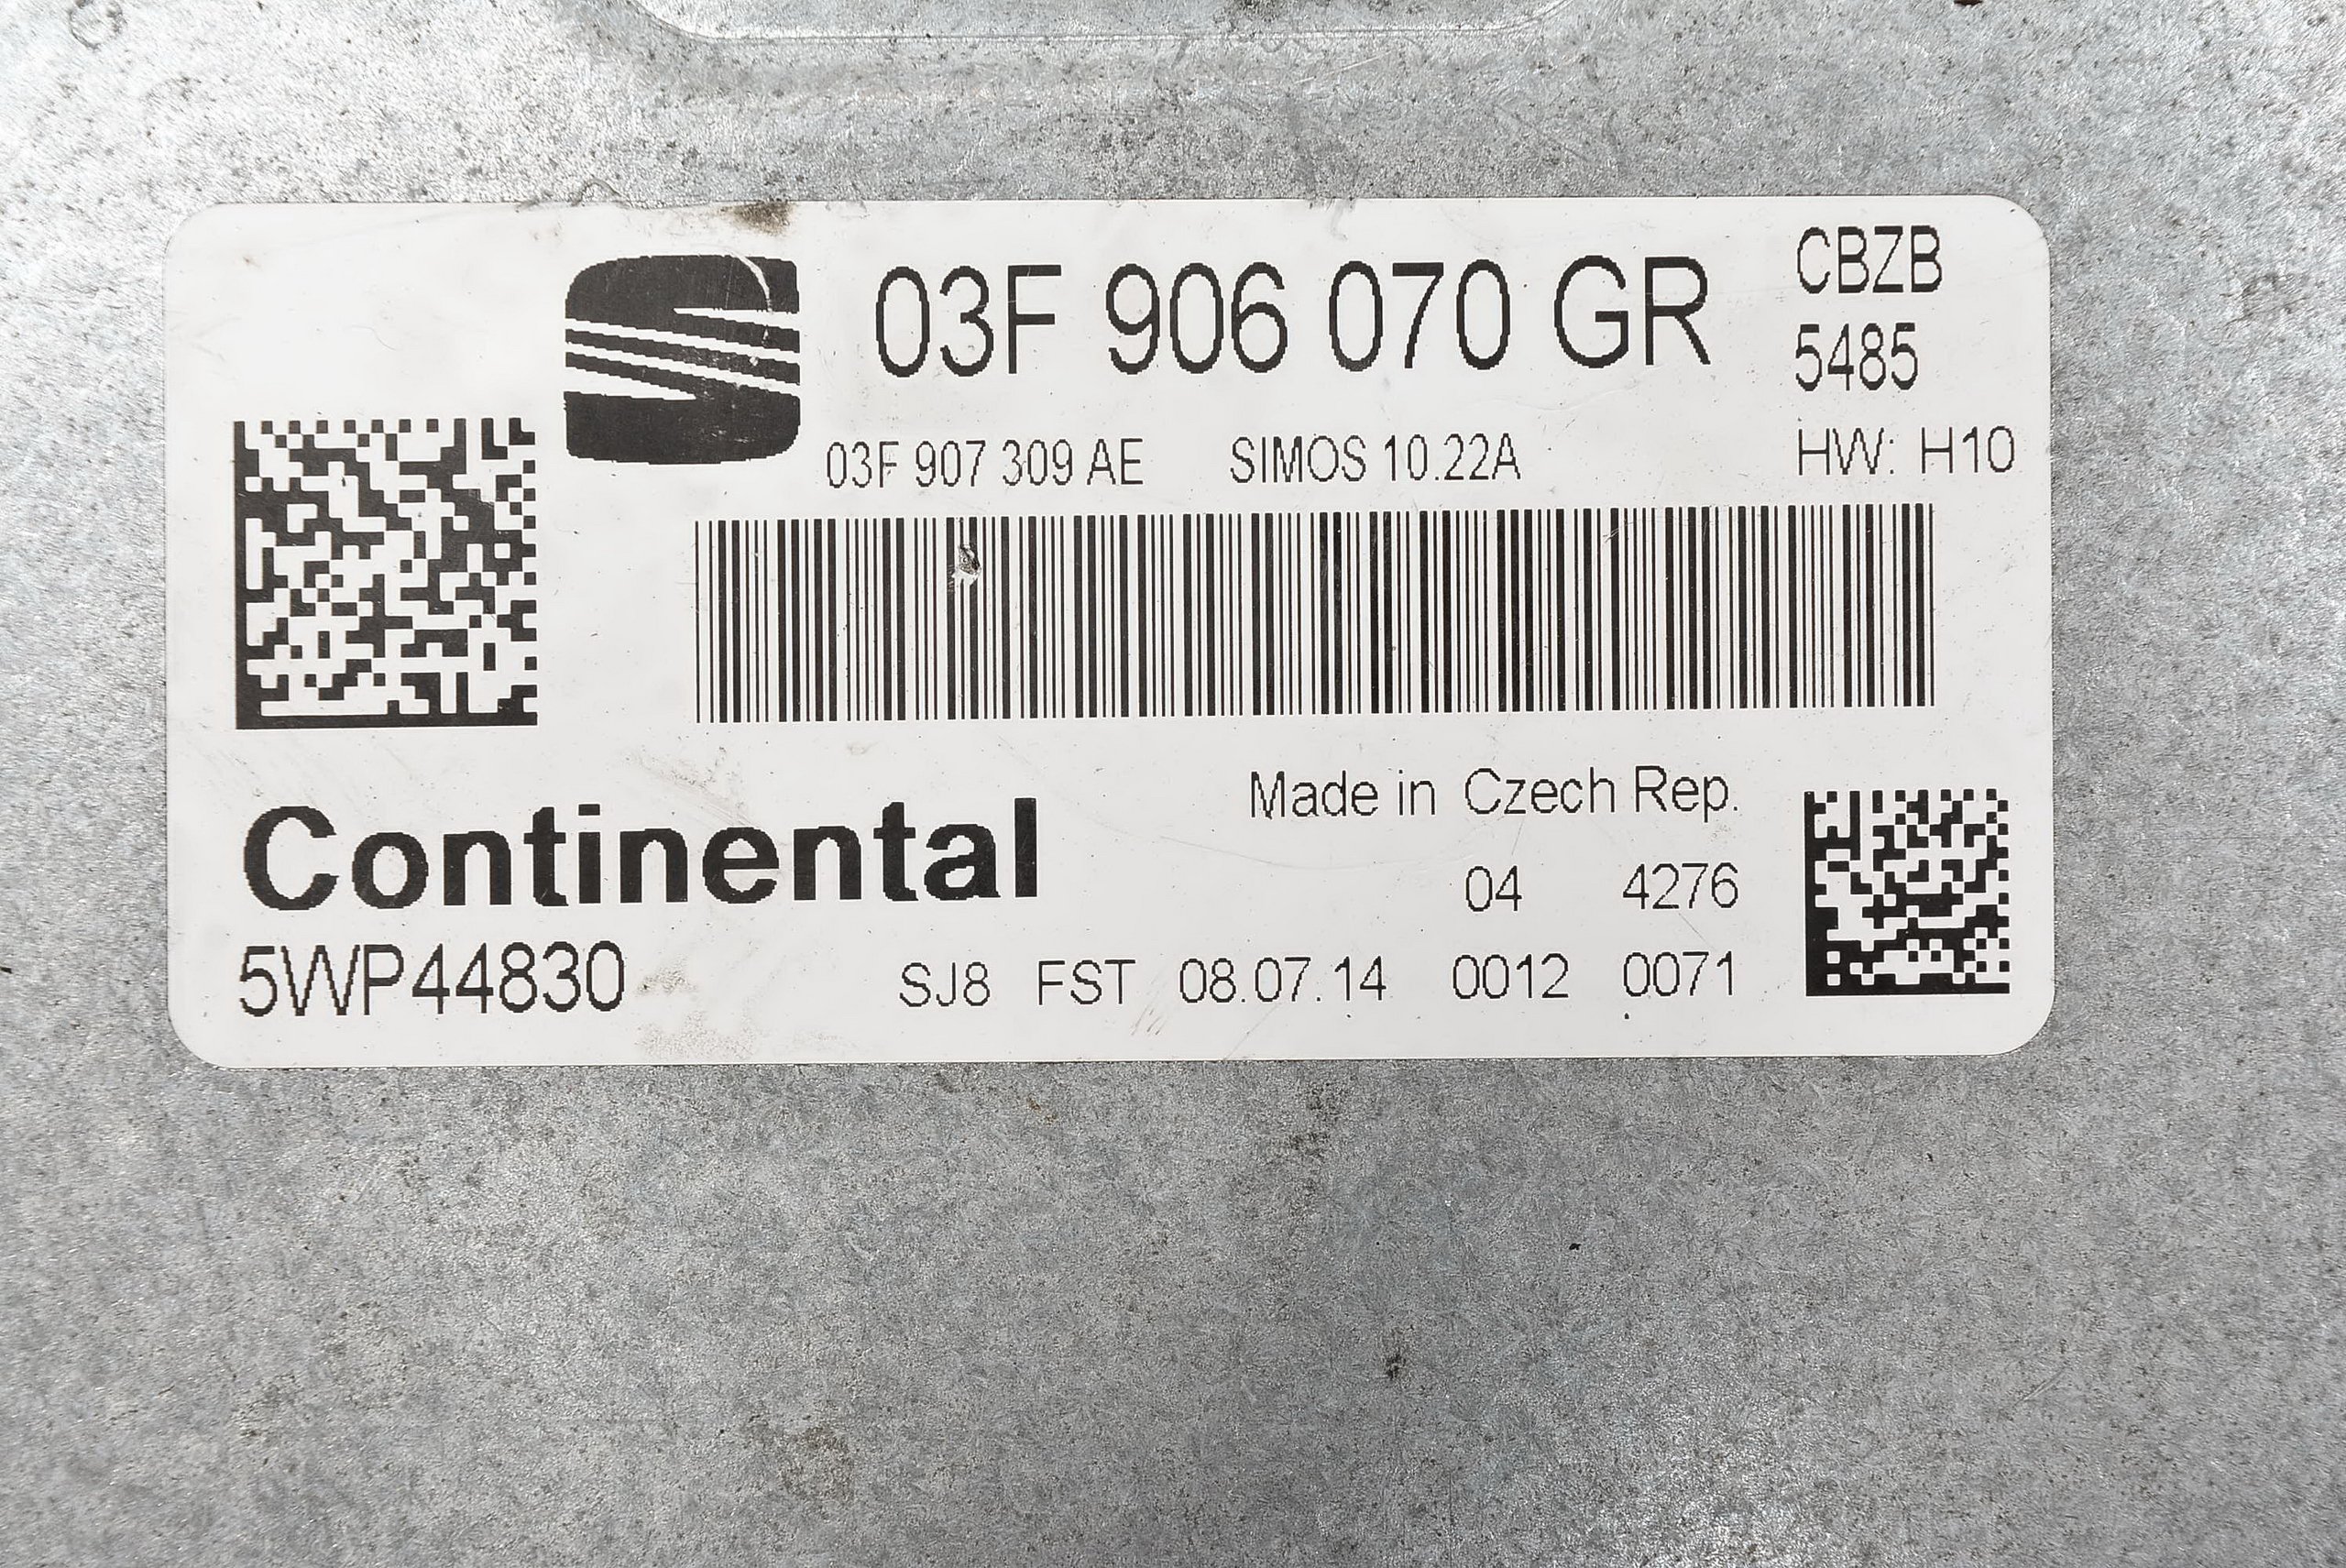 03F 906 070 GR
CBZB
5485
03F 907 309 AE SIMOS 10.22A
HW: H10
Made in Czech Rep.
Continental
04 4276
5WP44830 SJ8 FST 08.07.14 0012 0071